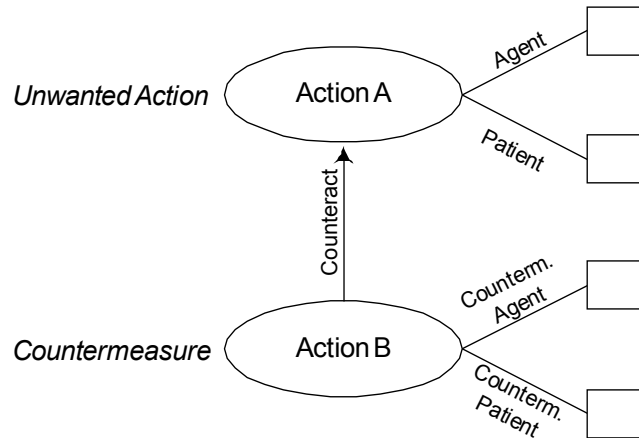 Agent
Unwanted Action
Action A
Patient
Counteract
Counterm.
Agent
Countermeasure
Action B
Counterm.
Patient